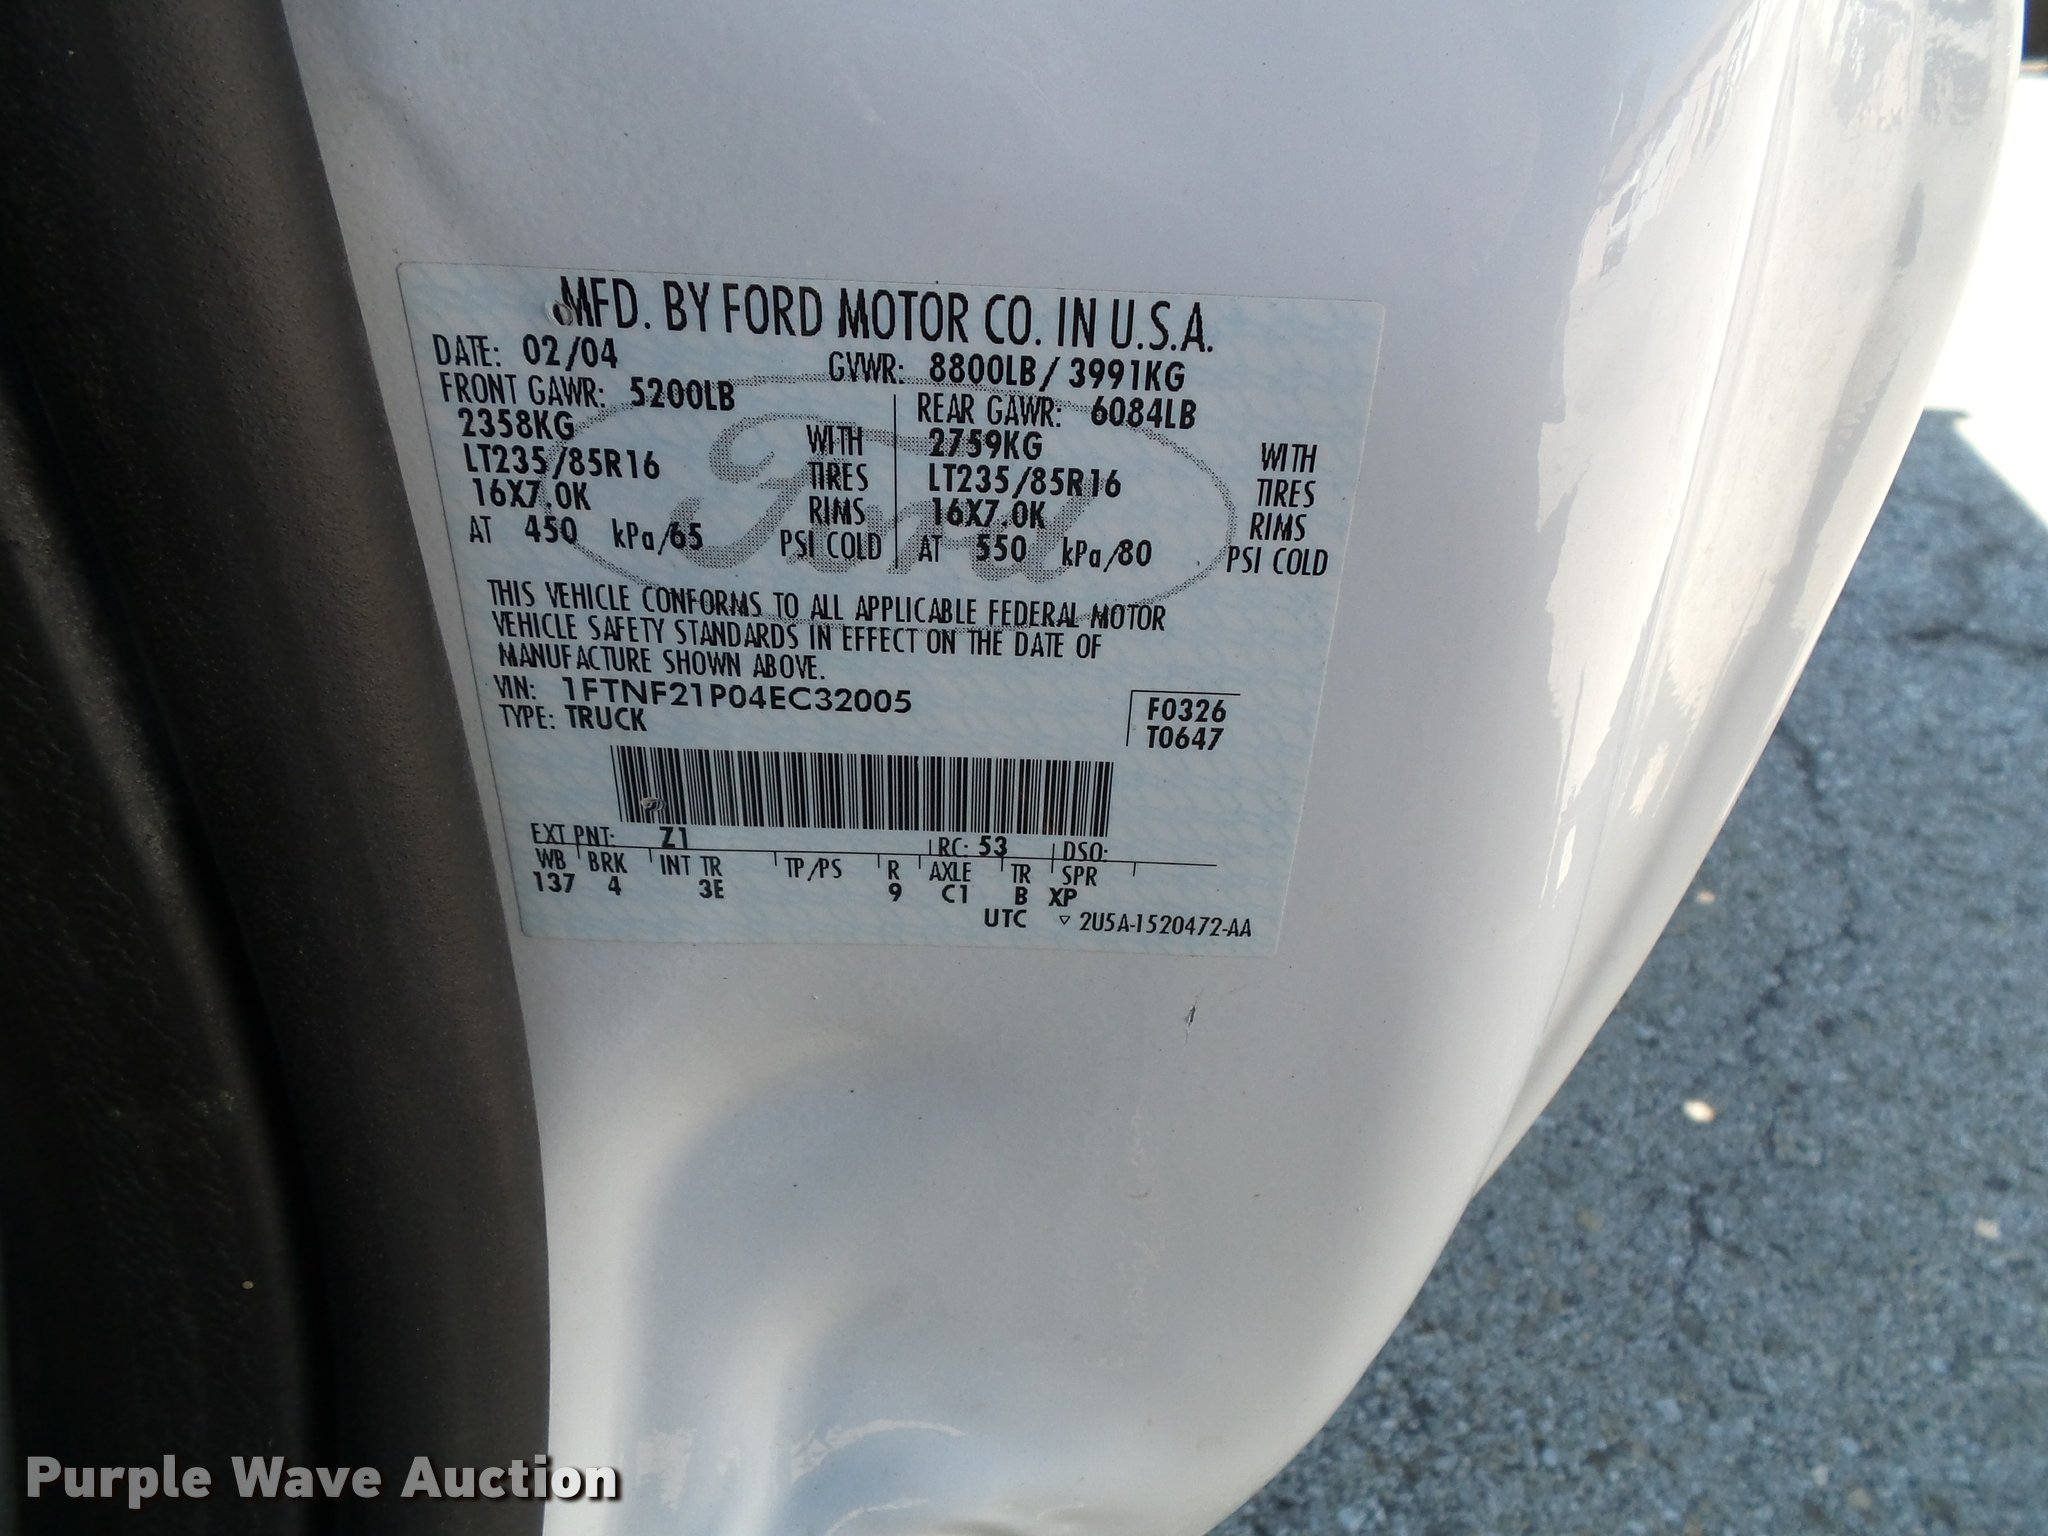 MFD. BY FORD MOTOR CO. IN U.S.A.
DATE: 02/04 GVWR: 8800LB/ 3991KG
FRONT GAWR: 5200LB REAR GAWR: 6084LB
2358KG WITH 2759KG WITH
LT235/85R16 TIRES LT235/85R16 TIRES
16X7.0K RIMS 16X7.0K RIMS
AT 450 kPa/65 PSI COLD AT 550 kPa/80 PSI COLD
Ford
THIS VEHICLE CONFORMS TO ALL APPLICABLE FEDERAL MOTOR
VEHICLE SAFETY STANDARDS IN EFFECT ON THE DATE OF
MANUFACTURE SHOWN ABOVE.
VIN: 1FTNF21P04EC32005 F0326
TYPE: TRUCK T0647
EXT PNT: Z1 RC: 53 DSO:
WB BRK INT TR TP/PS R AXLE TR SPR
137 4 3E 9 C1 B XP
UTC ▽ 2U5A-1520472-AA
Purple Wave Auction